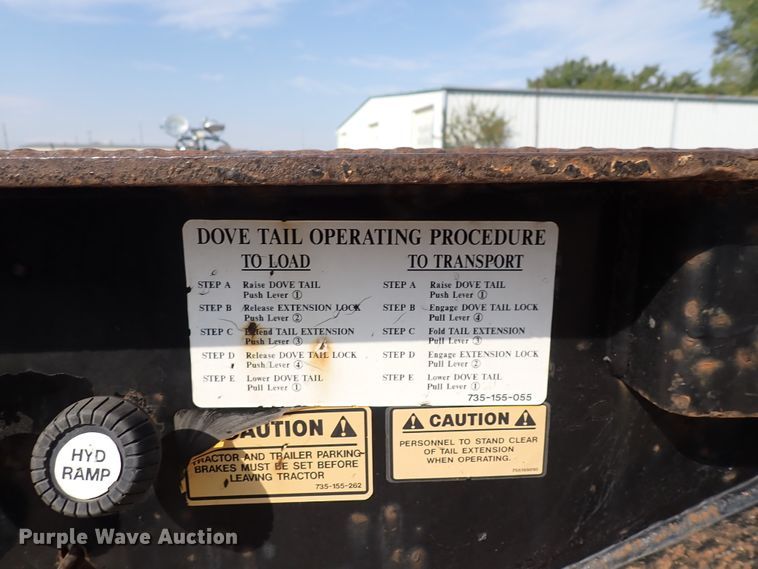 DOVE TAIL OPERATING PROCEDURE
TO LOAD
STEP A Raise DOVE TAIL
Push Lever ①
STEP B Release EXTENSION LOCK
Push Lever ②
STEP C Extend TAIL EXTENSION
Push Lever ③
STEP D Release DOVE TAIL LOCK
Push Lever ④
STEP E Lower DOVE TAIL
Pull Lever ①
TO TRANSPORT
STEP A Raise DOVE TAIL
Push Lever ①
STEP B Engage DOVE TAIL LOCK
Pull Lever ④
STEP C Fold TAIL EXTENSION
Pull Lever ③
STEP D Engage EXTENSION LOCK
Pull Lever ②
STEP E Lower DOVE TAIL
Pull Lever ①
735-155-055
HYD
RAMP
CAUTION
TRACTOR AND TRAILER PARKING
BRAKES MUST BE SET BEFORE
LEAVING TRACTOR
735-155-262
CAUTION
PERSONNEL TO STAND CLEAR
OF TAIL EXTENSION
WHEN OPERATING.
Purple Wave Auction